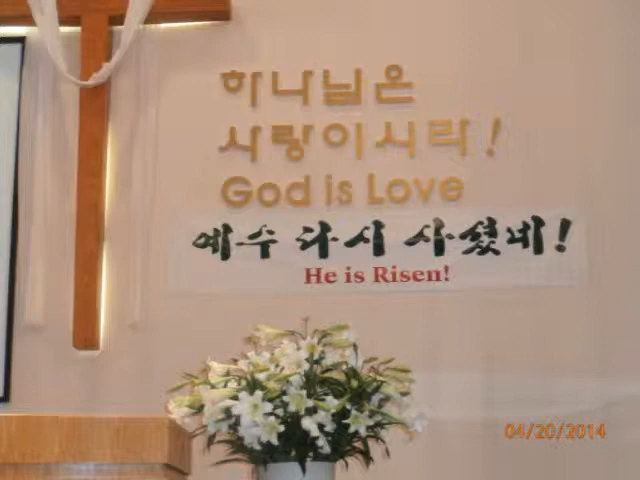 하나님은
사랑이시라!
God is Love
예수 다시 사셨네!
He is Risen!
04/20/2014